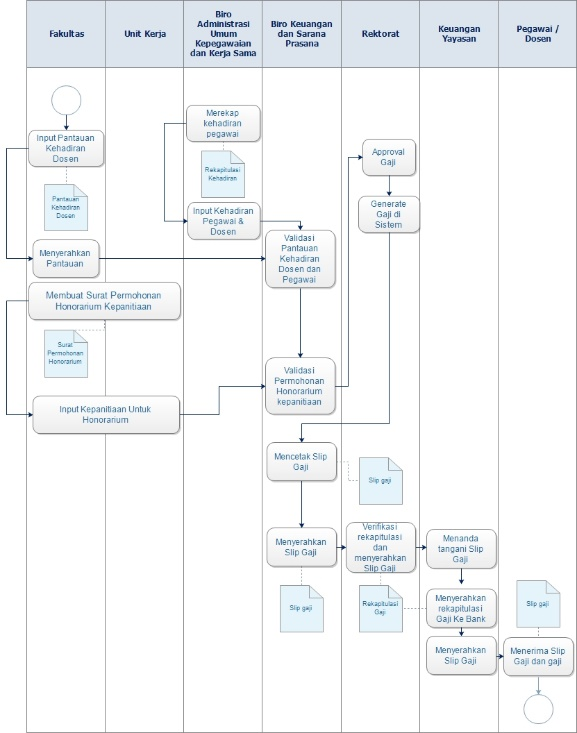 Fakultas
Unit Kerja
Biro
Administrasi
Umum
Kepegawaian
dan Kerja Sama
Biro Keuangan
dan Sarana
Prasana
Rektorat
Keuangan
Yayasan
Pegawai /
Dosen
Input Pantauan
Kehadiran
Dosen
Pantauan
Kehadiran
Dosen
Menyerahkan
Pantauan
Merekap
kehadiran
pegawai
Rekapitulasi
Kehadiran
Input Kehadiran
Pegawai &
Dosen
Validasi
Pantauan
Kehadiran
Dosen dan
Pegawai
Approval
Gaji
Generate
Gaji di
Sistem
Membuat Surat Permohonan
Honorarium Kepanitiaan
Surat
Permohonan
Honorarium
Input Kepanitiaan Untuk
Honorarium
Validasi
Permohonan
Honorarium
kepanitiaan
Mencetak Slip
Gaji
Slip gaji
Menyerahkan
Slip Gaji
Slip gaji
Verifikasi
rekapitulasi
dan
menyerahkan
Slip Gaji
Rekapitulasi
Gaji
Menanda
tangani Slip
Gaji
Menyerahkan
rekapitulasi
Gaji Ke Bank
Menyerahkan
Slip Gaji
Slip gaji
Menerima Slip
Gaji dan gaji